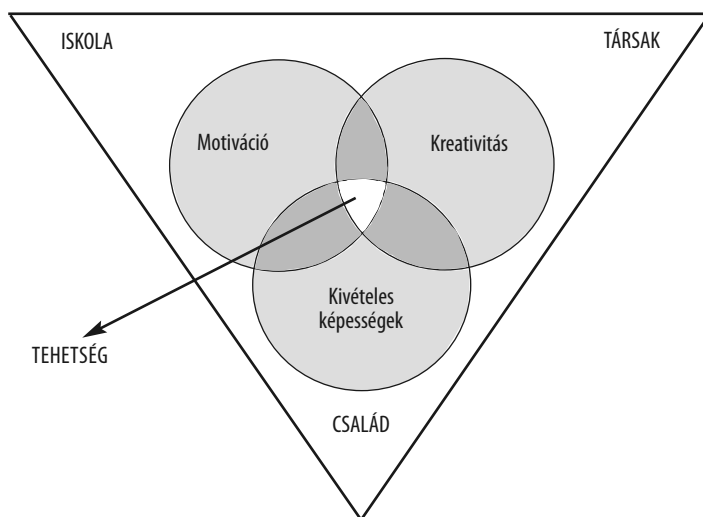 ISKOLA
TÁRSAK
Motiváció
Kreativitás
Kivételes
képességek
TEHETSÉG
CSALÁD